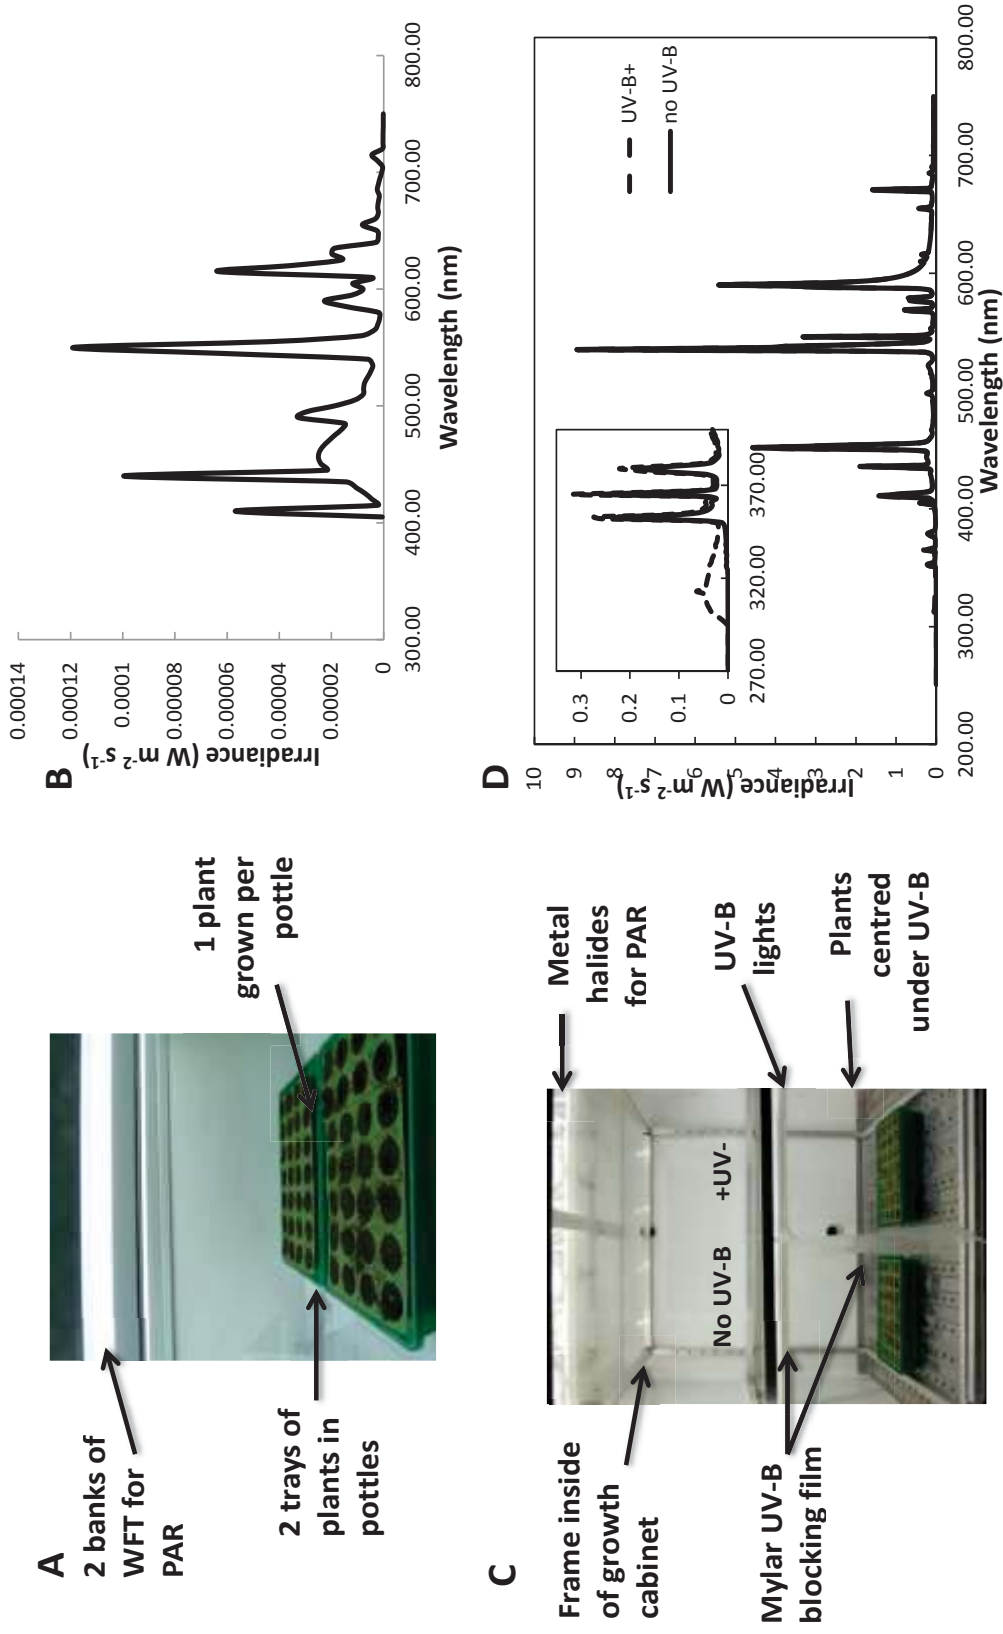 A
2 banks of
WFT for
PAR
2 trays of
plants in
pottles
1 plant
grown per
pottle
B
Irradiance (W m⁻² s⁻¹)
0.00014
0.00012
0.0001
0.00008
0.00006
0.00004
0.00002
0
300.00 400.00 500.00 600.00 700.00 800.00
Wavelength (nm)
C
Frame inside
of growth
cabinet
Mylar UV-B
blocking film
No UV-B +UV-
Metal
halides
for PAR
UV-B
lights
Plants
centred
under UV-B
D
Irradiance (W m⁻² s⁻¹)
10
9
8
7
6
5
4
3
2
1
0
200.00 300.00 400.00 500.00 600.00 700.00 800.00
Wavelength (nm)
0.3
0.2
0.1
0
270.00 320.00 370.00
UV-B+
no UV-B